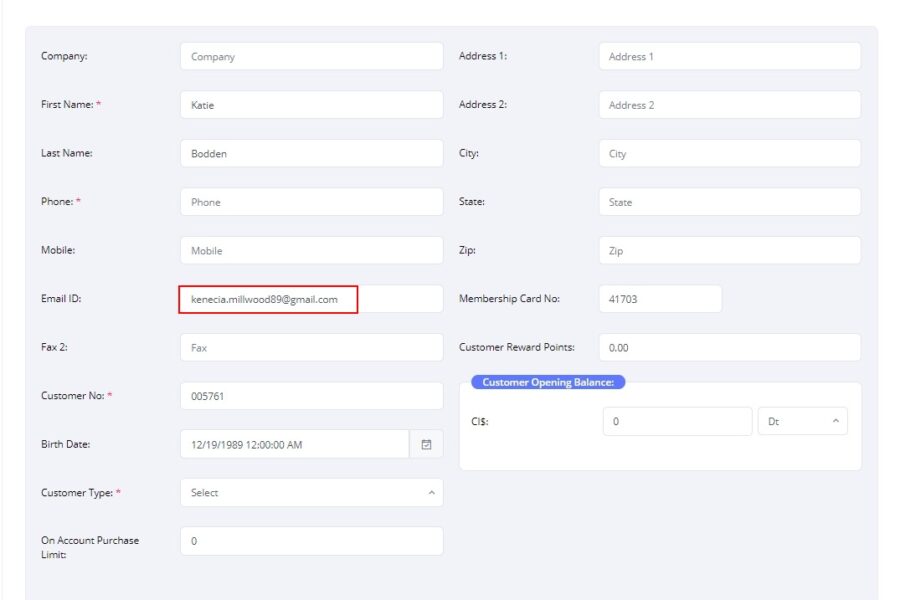 Company: Company
First Name: * Katie
Last Name: Bodden
Phone: * Phone
Mobile: Mobile
Email ID: kenecia.millwood89@gmail.com
Fax 2: Fax
Customer No: * 005761
Birth Date: 12/19/1989 12:00:00 AM
Customer Type: * Select
On Account Purchase
Limit: 0
Address 1: Address 1
Address 2: Address 2
City: City
State: State
Zip: Zip
Membership Card No: 41703
Customer Reward Points: 0.00
Customer Opening Balance:
CI$: 0 Dt